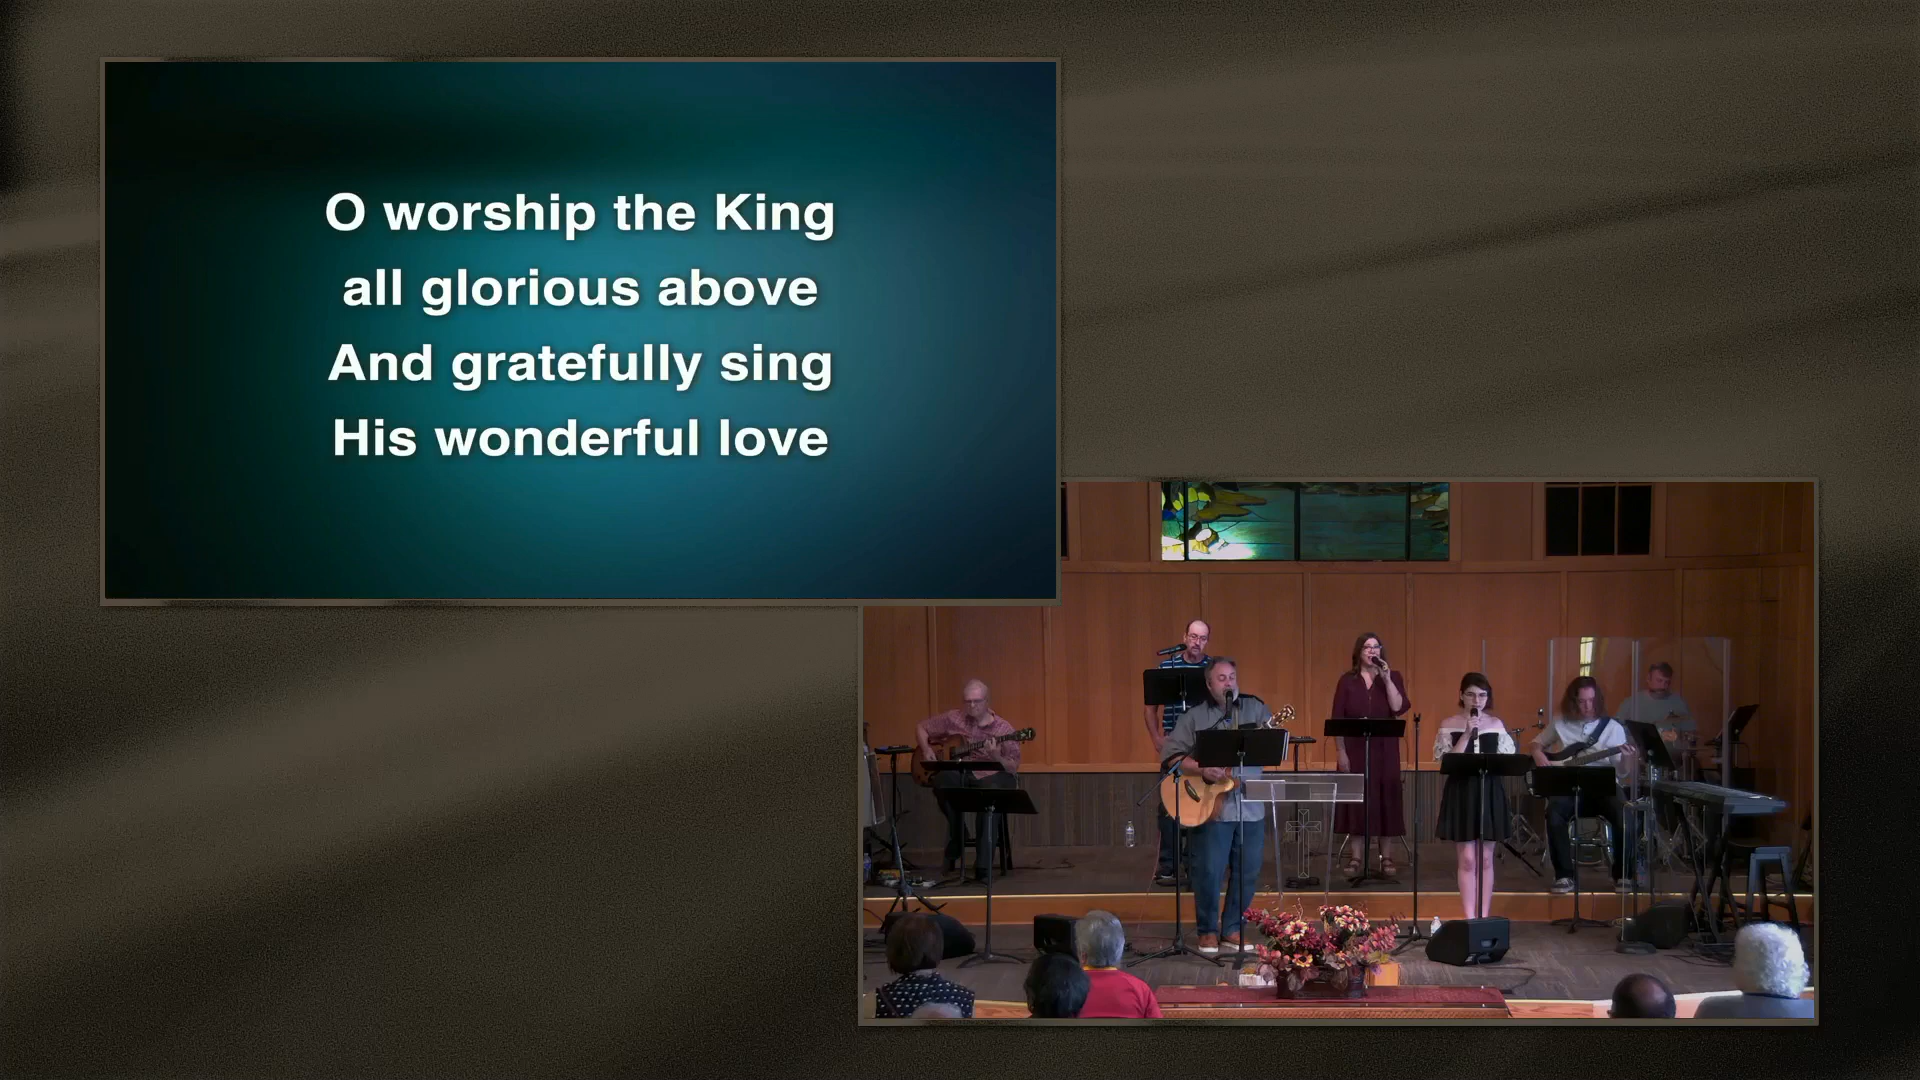 O worship the King
all glorious above
And gratefully sing
His wonderful love